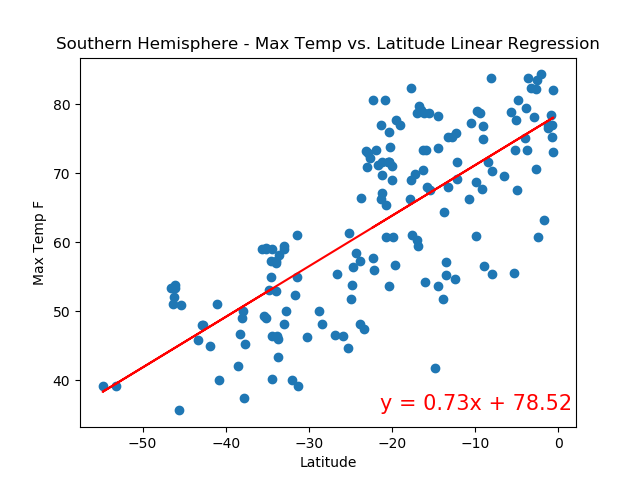 Southern Hemisphere - Max Temp vs. Latitude Linear Regression
80
70
60
50
40
Max Temp F
y = 0.73x + 78.52
−50
−40
−30
−20
−10
0
Latitude